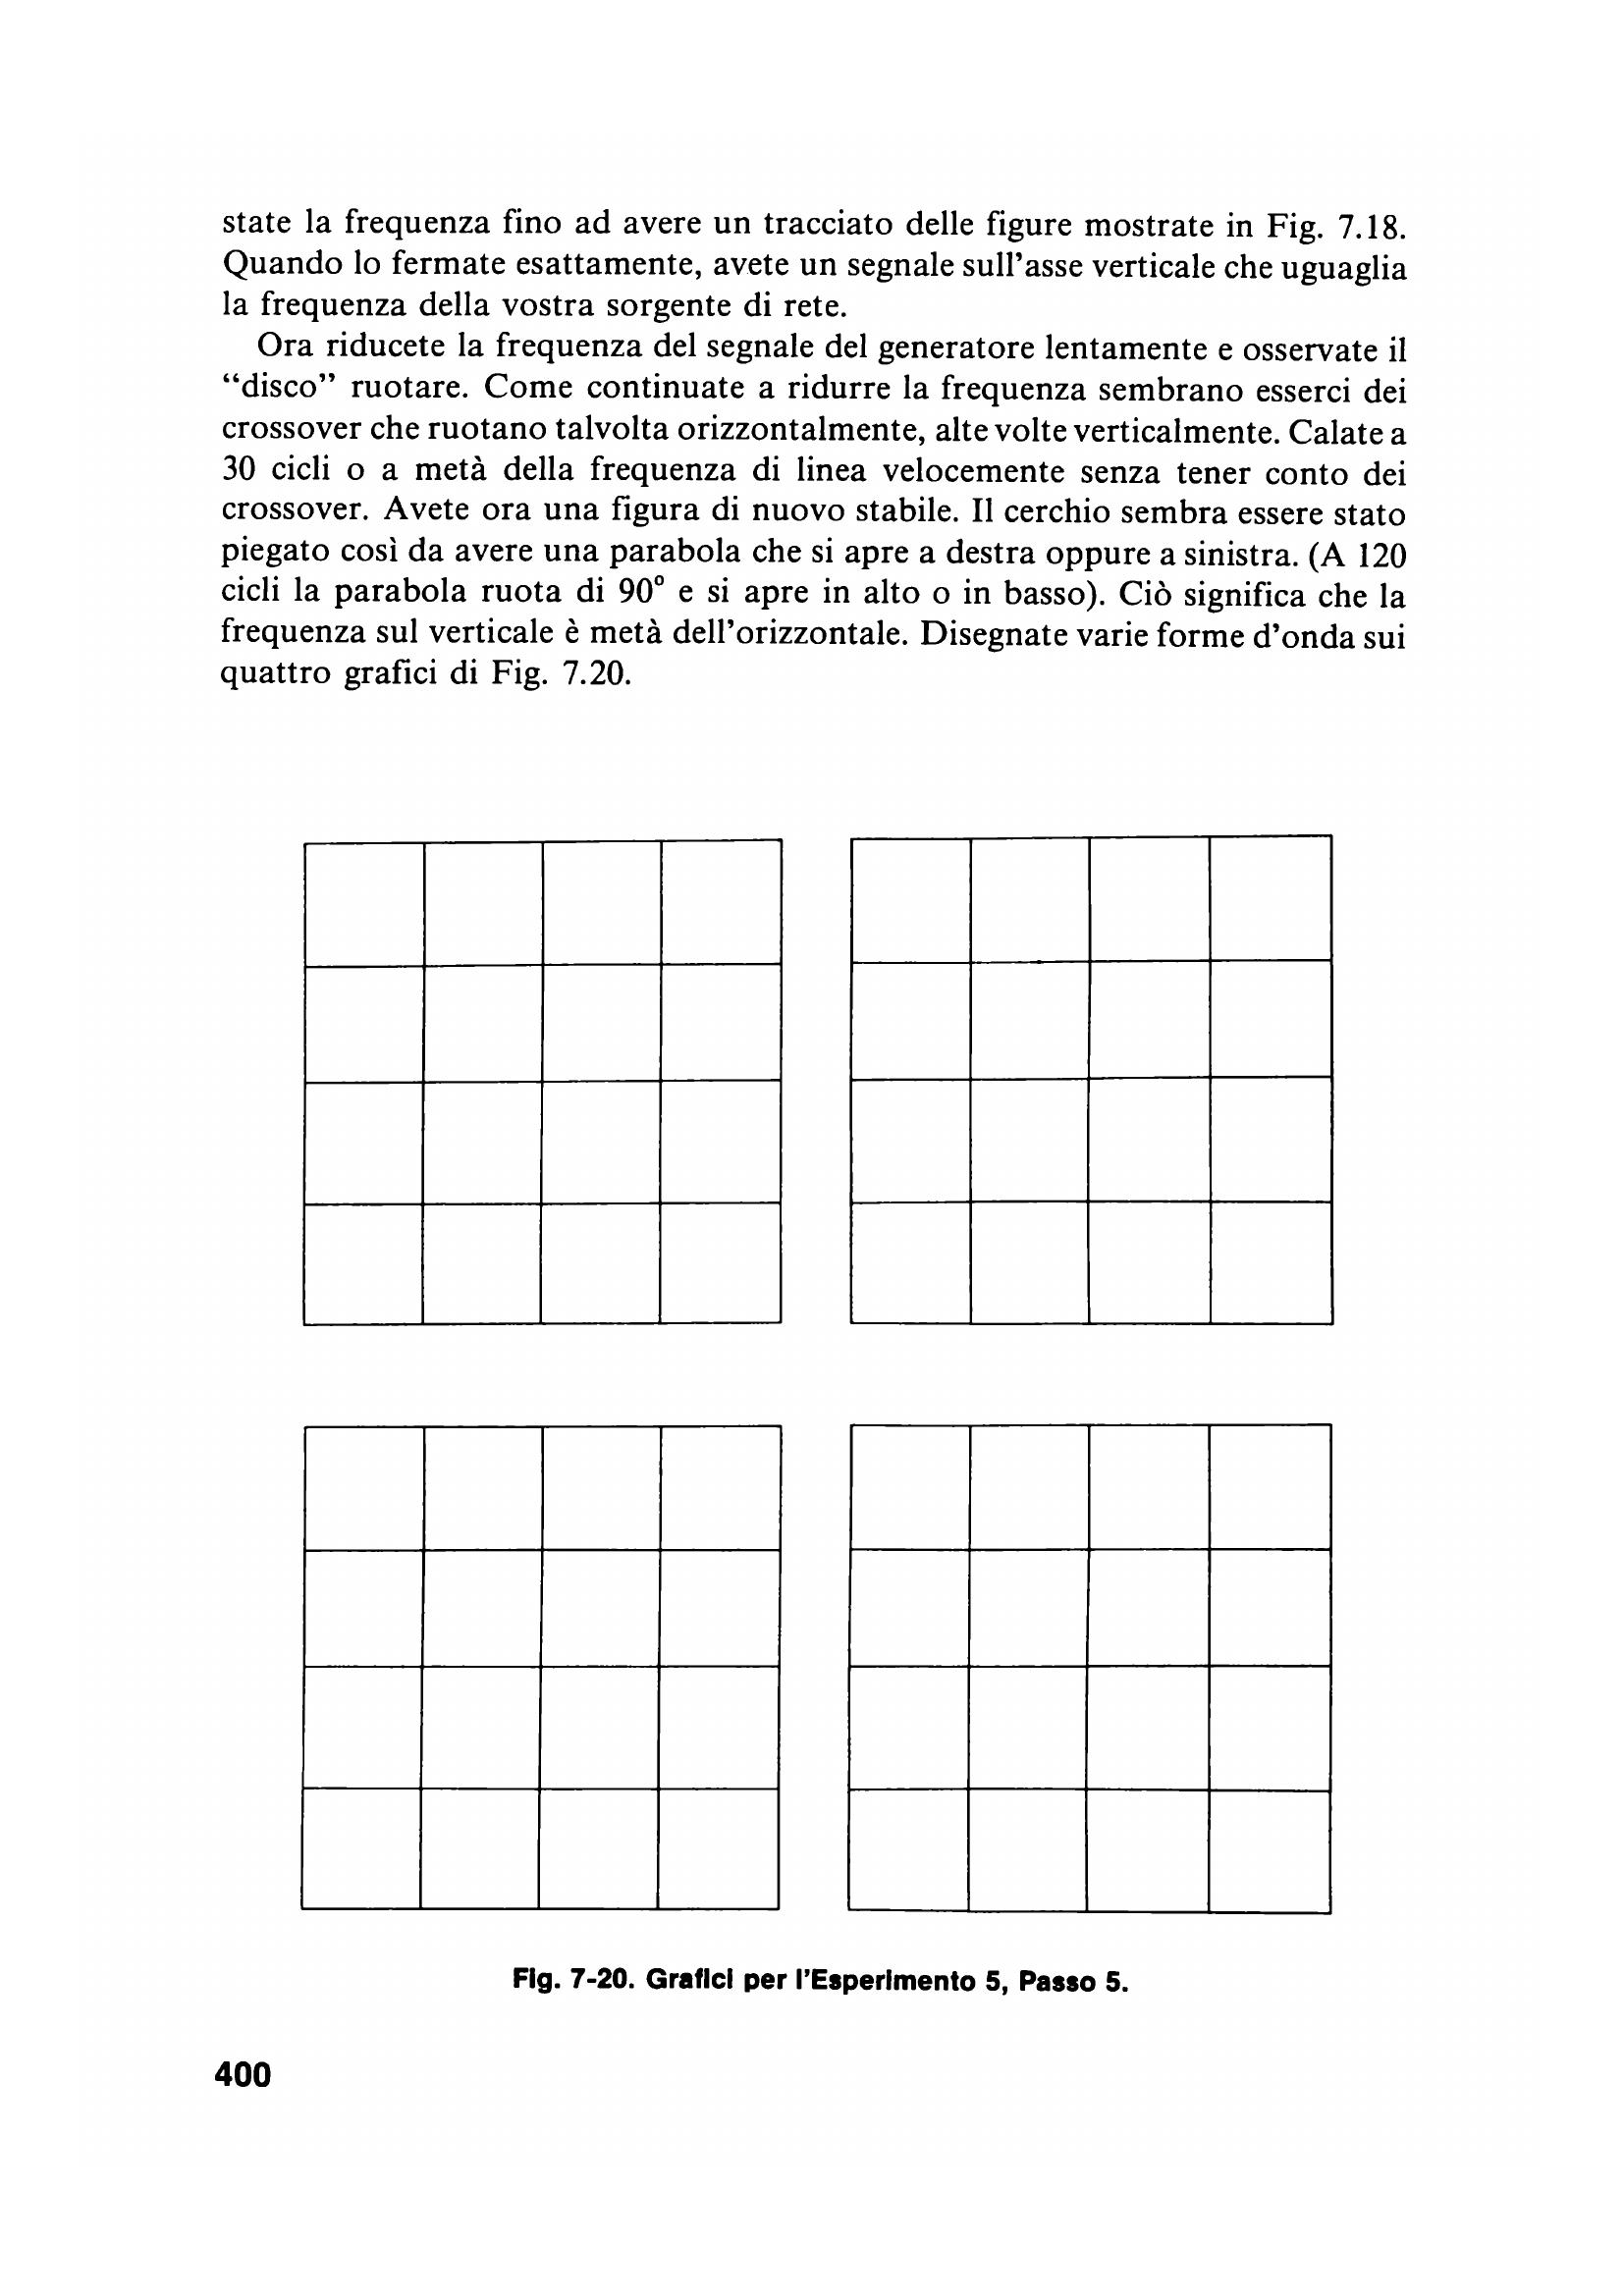 state la frequenza fino ad avere un tracciato delle figure mostrate in Fig. 7.18.
Quando lo fermate esattamente, avete un segnale sull'asse verticale che uguaglia
la frequenza della vostra sorgente di rete.
Ora riducete la frequenza del segnale del generatore lentamente e osservate il
“disco” ruotare. Come continuate a ridurre la frequenza sembrano esserci dei
crossover che ruotano talvolta orizzontalmente, alte volte verticalmente. Calate a
30 cicli o a metà della frequenza di linea velocemente senza tener conto dei
crossover. Avete ora una figura di nuovo stabile. Il cerchio sembra essere stato
piegato così da avere una parabola che si apre a destra oppure a sinistra. (A 120
cicli la parabola ruota di 90° e si apre in alto o in basso). Ciò significa che la
frequenza sul verticale è metà dell'orizzontale. Disegnate varie forme d'onda sui
quattro grafici di Fig. 7.20.
Fig. 7-20. Grafici per l'Esperimento 5, Passo 5.
400